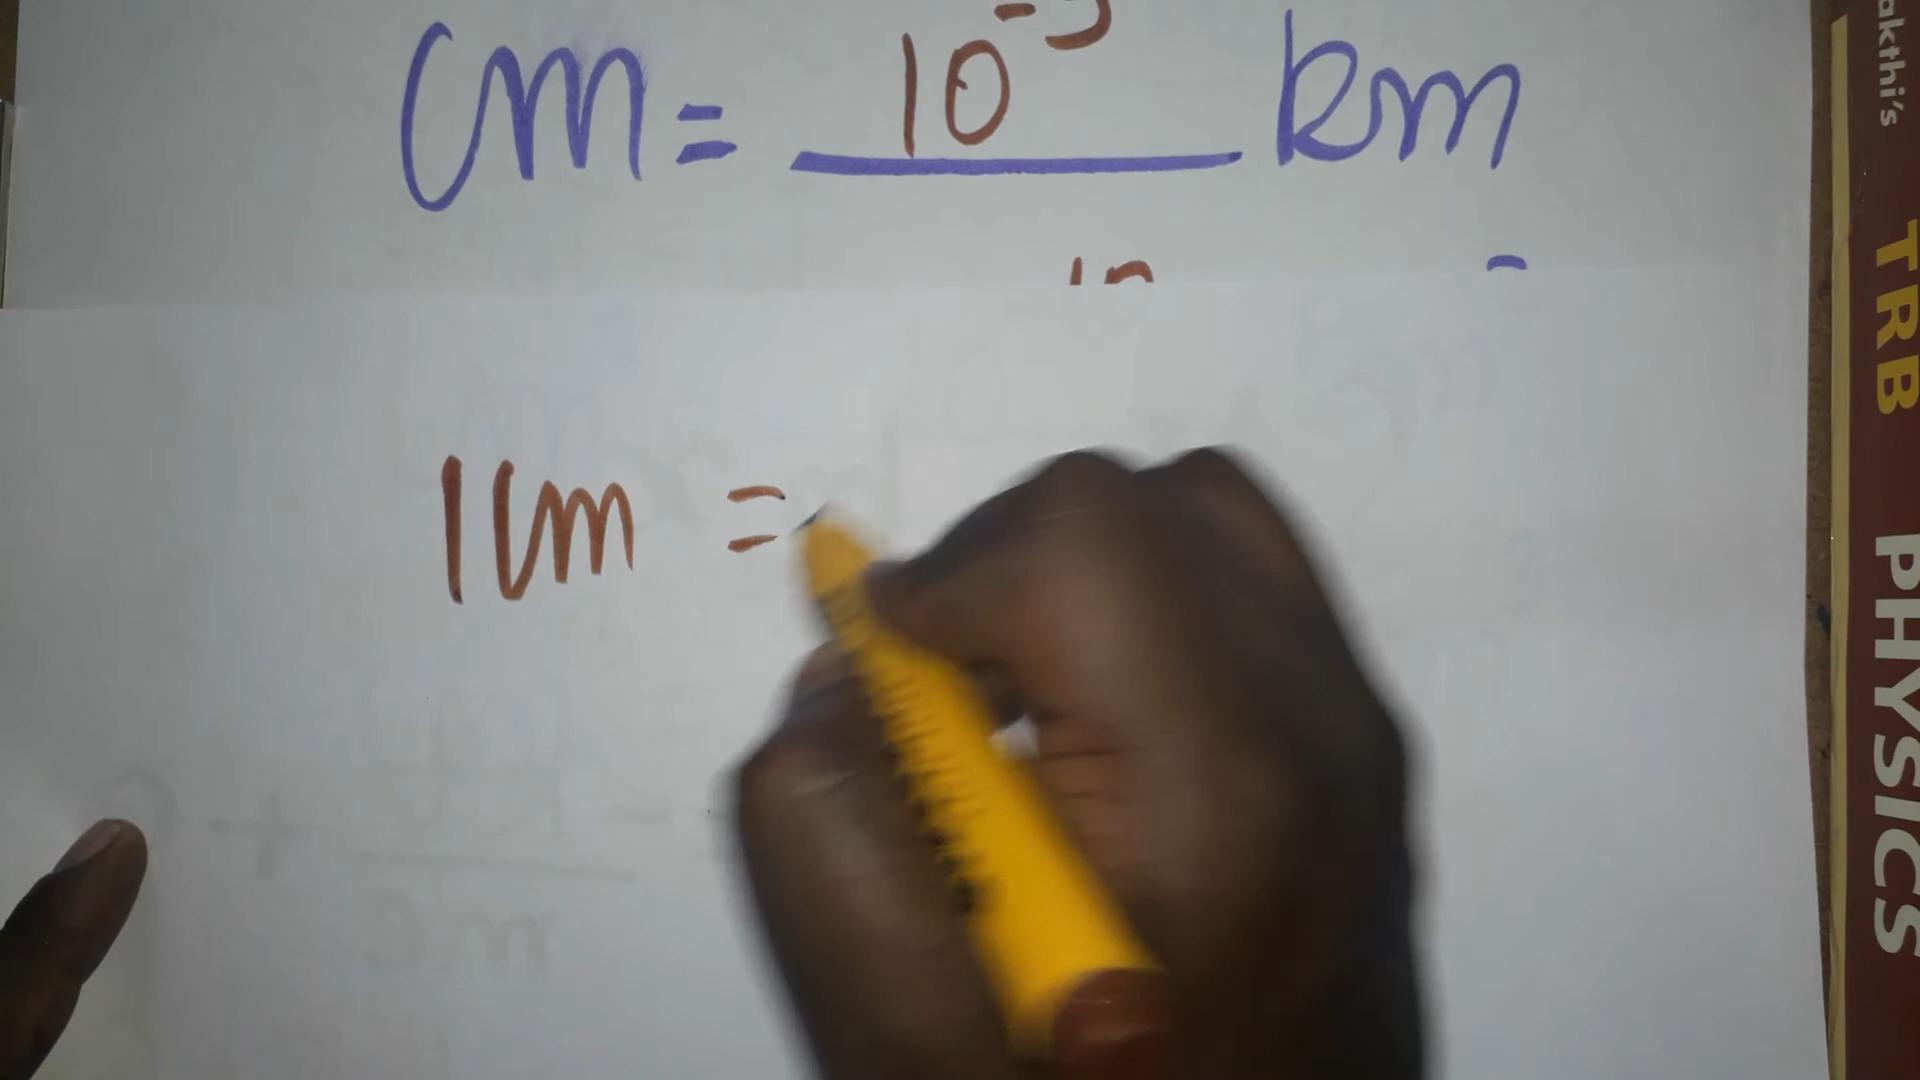 cm = 10⁻⁵ km
1cm =
akthi's TRB PHYSICS